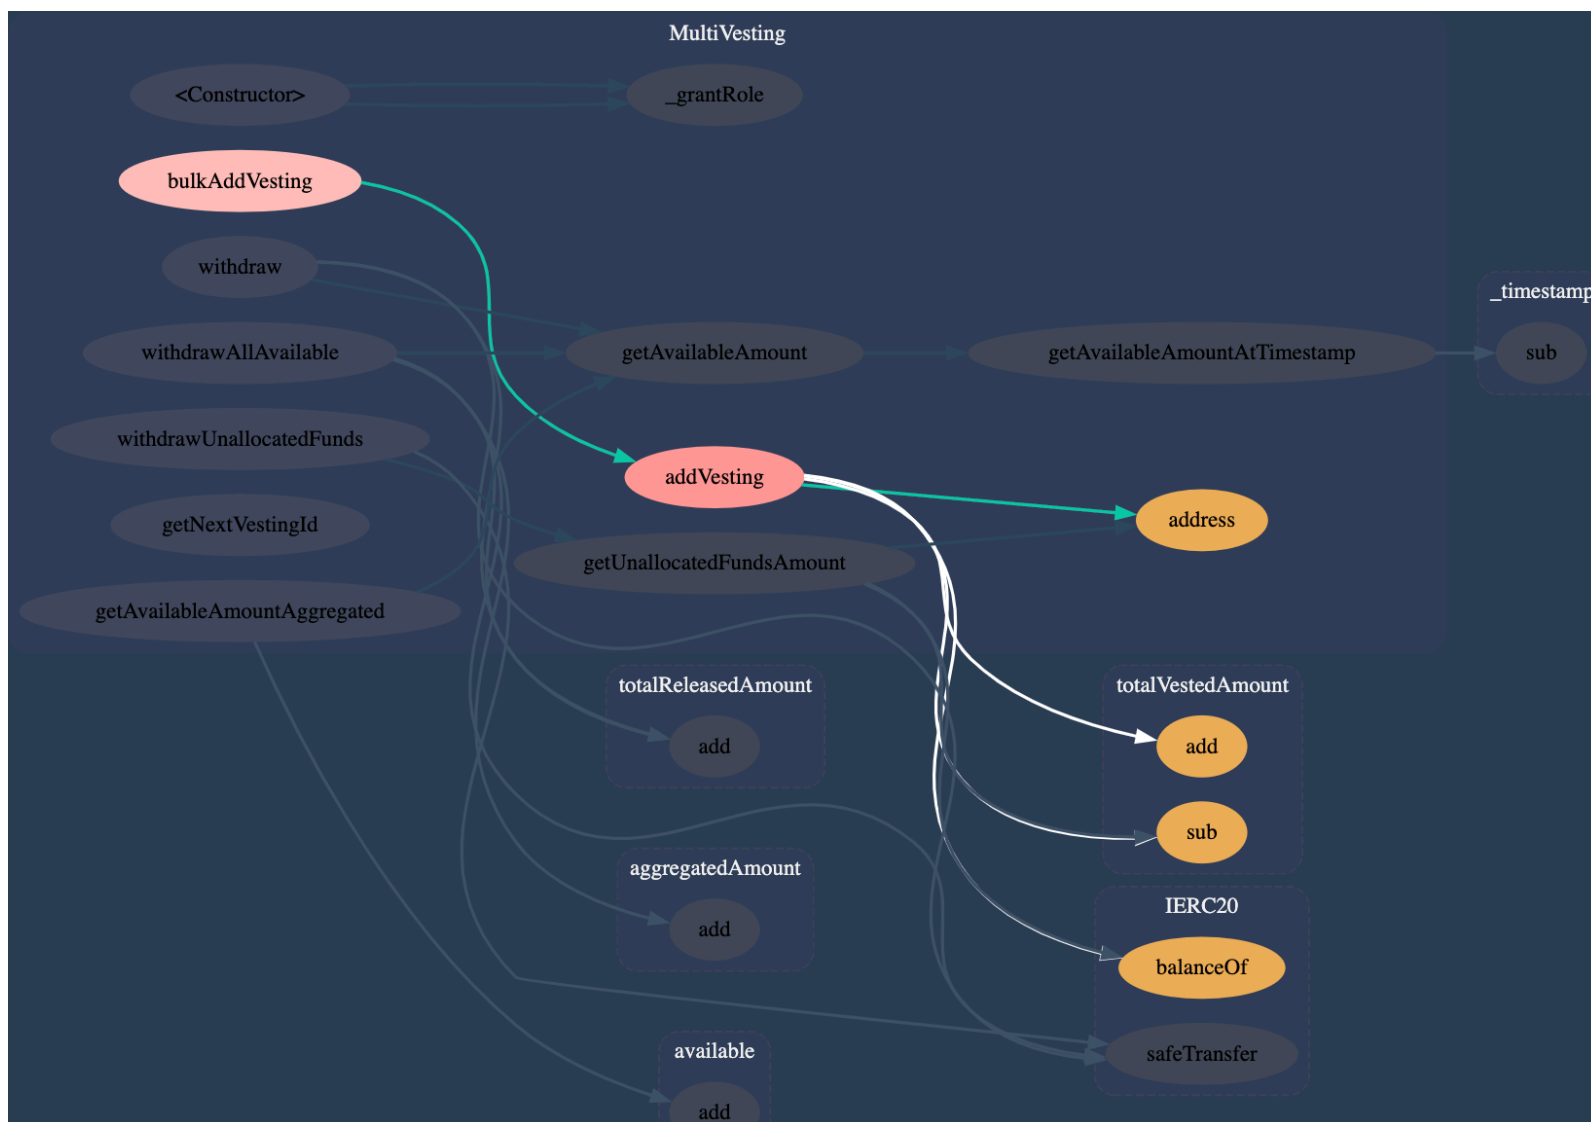 MultiVesting
<Constructor>
_grantRole
bulkAddVesting
withdraw
_timestamp
withdrawAllAvailable
getAvailableAmount
getAvailableAmountAtTimestamp
sub
withdrawUnallocatedFunds
addVesting
getNextVestingId
address
getUnallocatedFundsAmount
getAvailableAmountAggregated
totalReleasedAmount
totalVestedAmount
add
add
sub
aggregatedAmount
IERC20
add
balanceOf
available
safeTransfer
add